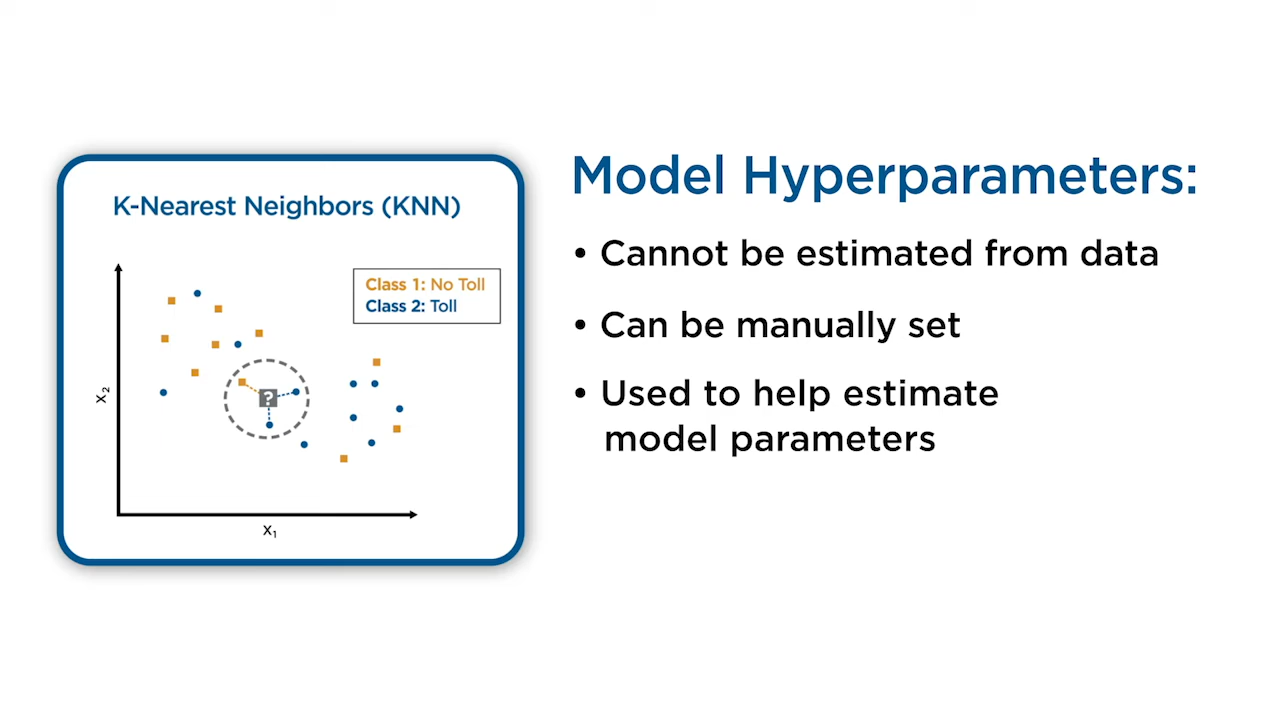 K-Nearest Neighbors (KNN)
Class 1: No Toll
Class 2: Toll
?
x₂
x₁
Model Hyperparameters:
• Cannot be estimated from data
• Can be manually set
• Used to help estimate
model parameters